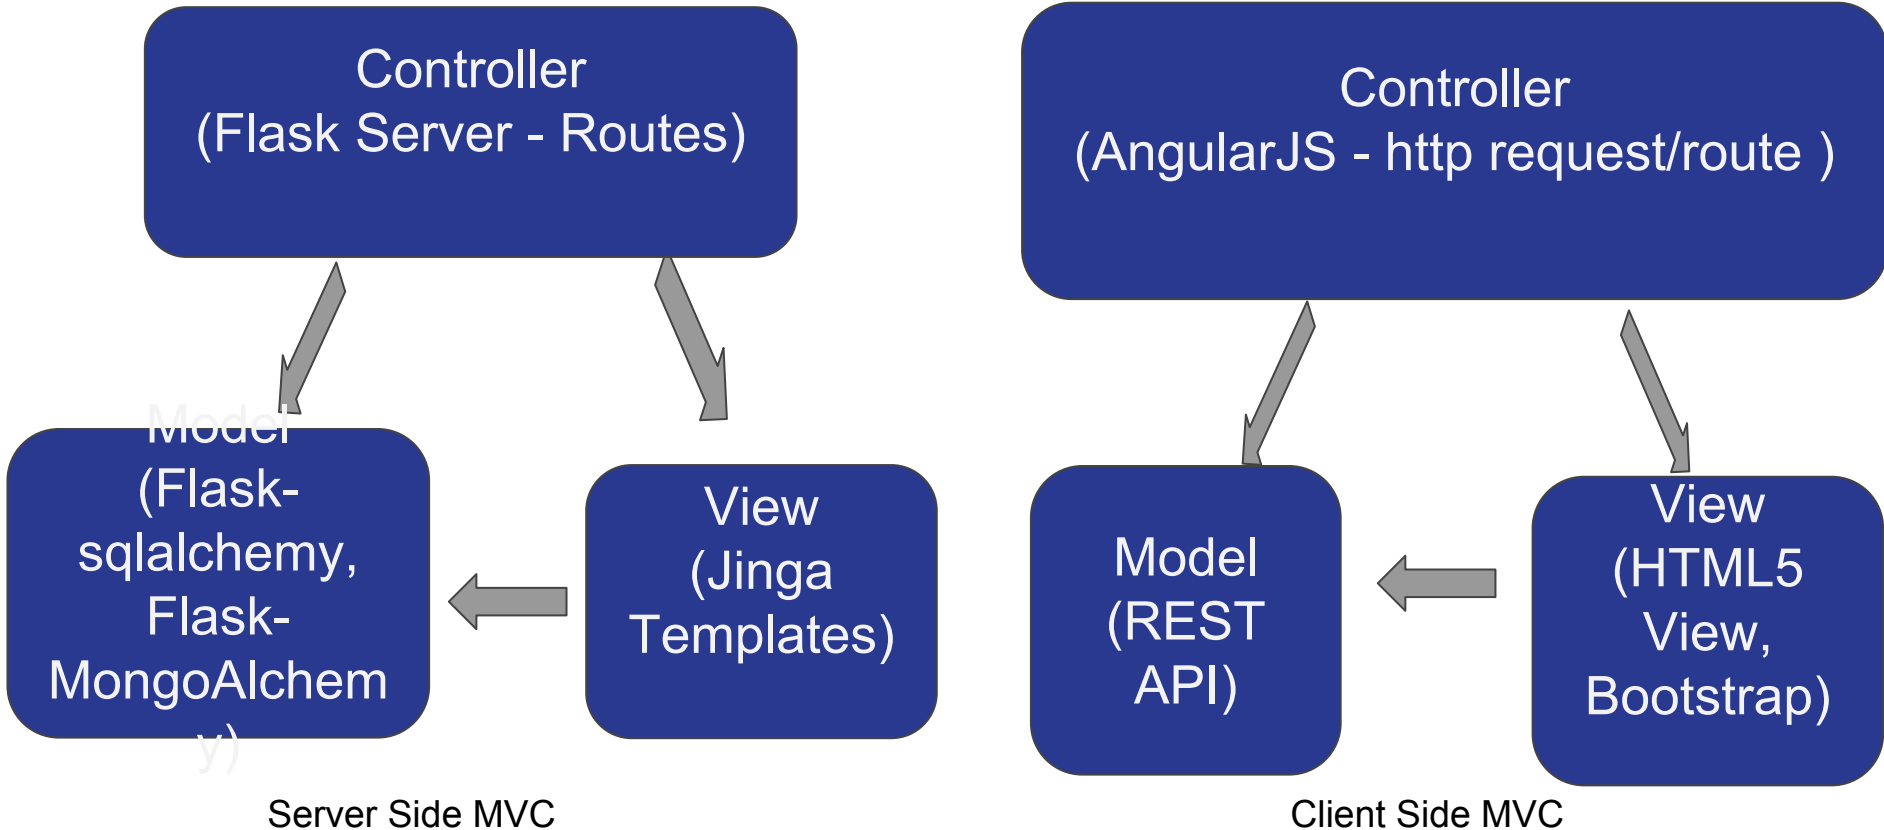 Controller
(Flask Server - Routes)
Model
(Flask-
sqlalchemy,
Flask-
MongoAlchem
y)
View
(Jinga
Templates)
Server Side MVC
Controller
(AngularJS - http request/route )
Model
(REST
API)
View
(HTML5
View,
Bootstrap)
Client Side MVC